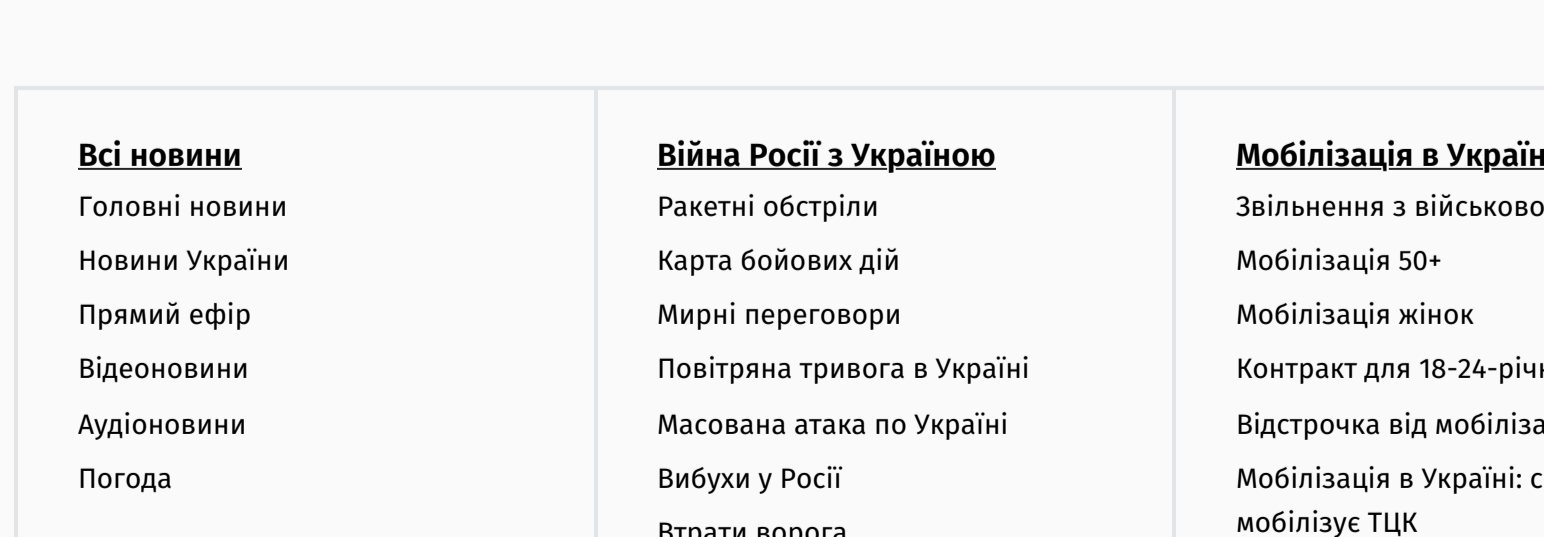 Всі новини
Головні новини
Новини України
Прямий ефір
Відеоновини
Аудіоновини
Погода
Війна Росії з Україною
Ракетні обстріли
Карта бойових дій
Мирні переговори
Повітряна тривога в Україні
Масована атака по Україні
Вибухи у Росії
Втрати ворога
Мобілізація в
Звільнення з
Мобілізація 50+
Мобілізація жінок
Контракт для
Відстрочка від
Мобілізація в Україні:
мобілізує ТЦК